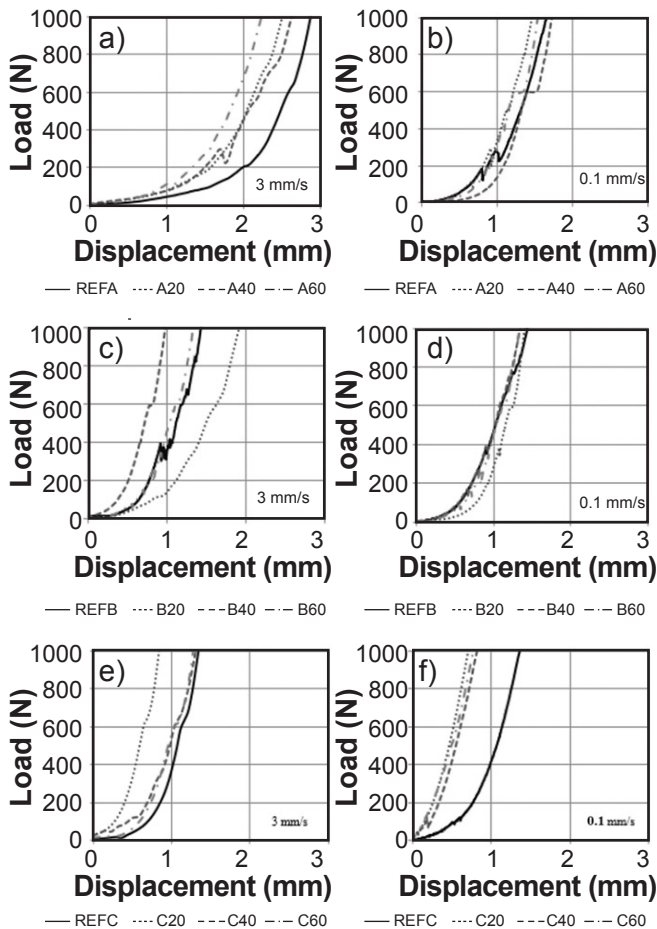 a)
Load (N)
1000
800
600
400
200
0
0 1 2 3
3 mm/s
Displacement (mm)
REFA A20 A40 A60
b)
Load (N)
1000
800
600
400
200
0
0 1 2 3
0.1 mm/s
Displacement (mm)
REFA A20 A40 A60
c)
Load (N)
1000
800
600
400
200
0
0 1 2 3
3 mm/s
Displacement (mm)
REFB B20 B40 B60
d)
Load (N)
1000
800
600
400
200
0
0 1 2 3
0.1 mm/s
Displacement (mm)
REFB B20 B40 B60
e)
Load (N)
1000
800
600
400
200
0
0 1 2 3
3 mm/s
Displacement (mm)
REFC C20 C40 C60
f)
Load (N)
1000
800
600
400
200
0
0 1 2 3
0.1 mm/s
Displacement (mm)
REFC C20 C40 C60